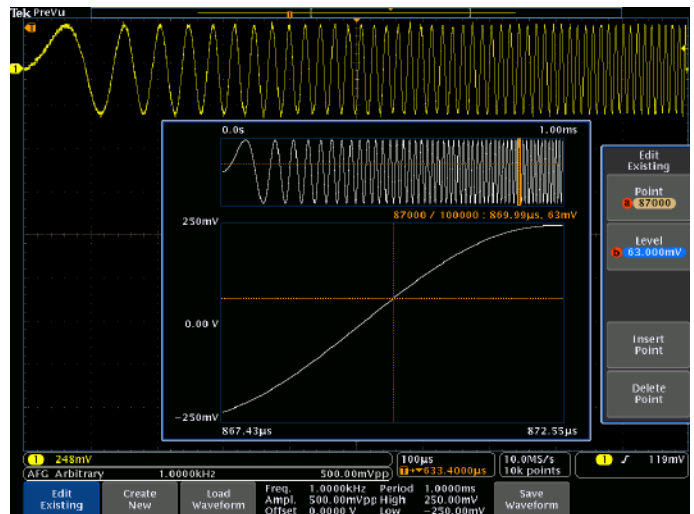 Tek PreVu
T
1
0.0s 1.00ms
87000 / 100000 : 869.99µs, 63mV
250mV
0.00 V
−250mV
867.43µs 872.55µs
Edit
Existing
Point
a 87000
Level
b 63.000mV
Insert
Point
Delete
Point
1 248mV
100µs
T→▼633.4000µs
10.0MS/s
10k points
1 ∫ 119mV
AFG Arbitrary 1.0000kHz 500.00mVpp
Edit
Existing
Create
New
Load
Waveform
Freq. 1.0000kHz Period 1.0000ms
Ampl. 500.00mVpp High 250.00mV
Offset 0.0000 V Low −250.00mV
Save
Waveform